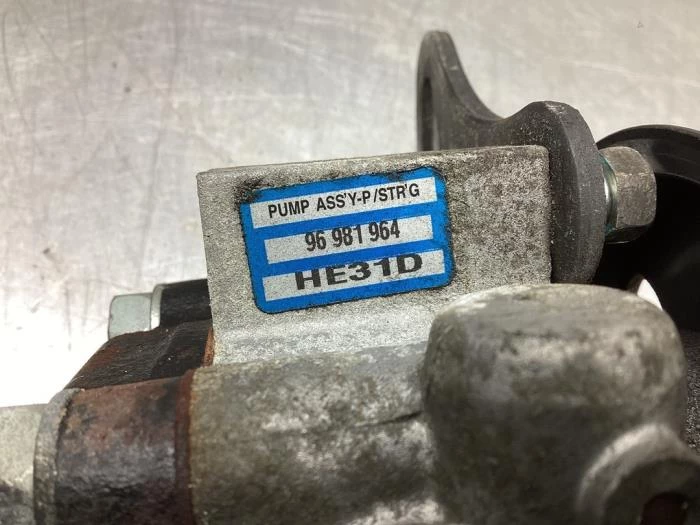 PUMP ASS'Y-P/STR'G
96 981 964
HE31D